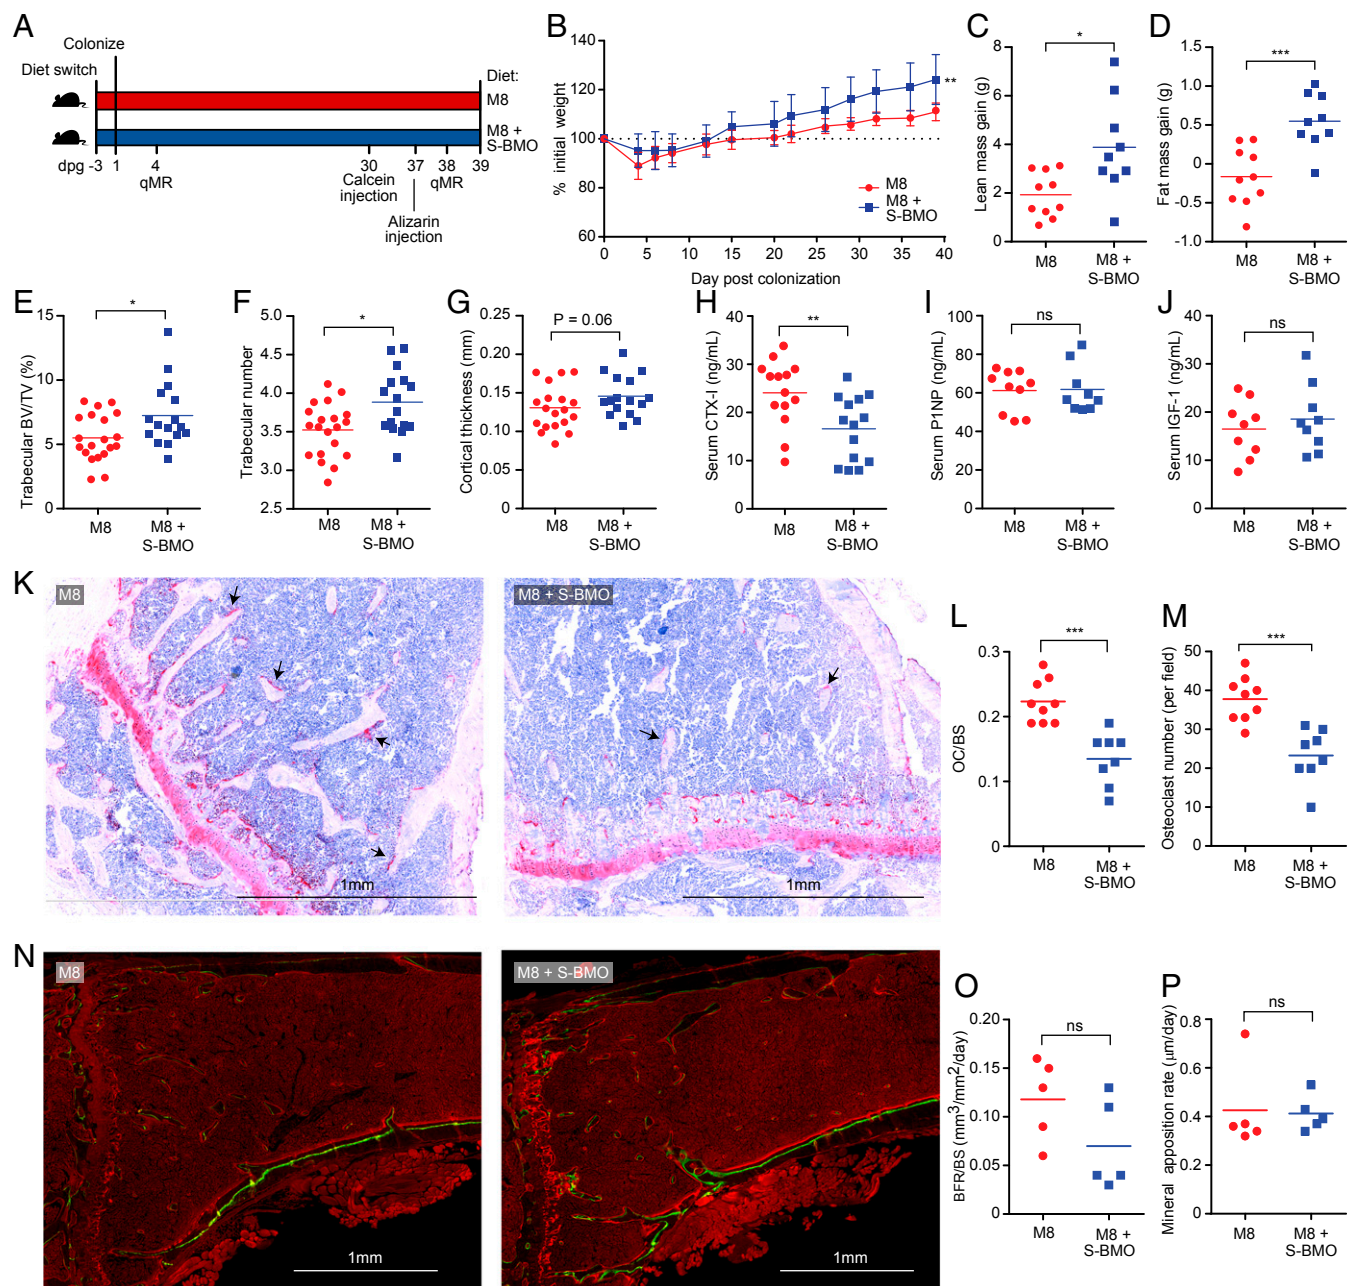 A
Colonize
Diet switch
Diet:
M8
M8 +
S-BMO
dpg -3
1
4
30
37
38
39
qMR
Calcein
injection
qMR
Alizarin
injection
B
% initial weight
140
120
100
80
60
0
5
10
15
20
25
30
35
40
Day post colonization
M8
M8 +
S-BMO
**
C
Lean mass gain (g)
8
6
4
2
0
*
M8
M8 +
S-BMO
D
Fat mass gain (g)
1.5
1.0
0.5
0
-0.5
-1.0
***
M8
M8 +
S-BMO
E
Trabecular BV/TV (%)
15
10
5
0
*
M8
M8 +
S-BMO
F
Trabecular number
5.0
4.5
4.0
3.5
3.0
2.5
*
M8
M8 +
S-BMO
G
Cortical thickness (mm)
0.25
0.20
0.15
0.10
0.05
0
P = 0.06
M8
M8 +
S-BMO
H
Serum CTX-I (ng/mL)
40
30
20
10
0
**
M8
M8 +
S-BMO
I
Serum P1NP (ng/mL)
100
80
60
40
20
0
ns
M8
M8 +
S-BMO
J
Serum IGF-1 (ng/mL)
40
30
20
10
0
ns
M8
M8 +
S-BMO
K
M8
1mm
M8 + S-BMO
1mm
L
OC/BS
0.3
0.2
0.1
0
***
M8
M8 +
S-BMO
M
Osteoclast number (per field)
50
40
30
20
10
0
***
M8
M8 +
S-BMO
N
M8
1mm
M8 + S-BMO
1mm
O
BFR/BS (mm³/mm²/day)
0.20
0.15
0.10
0.05
0
ns
M8
M8 +
S-BMO
P
Mineral apposition rate (μm/day)
0.8
0.6
0.4
0.2
0
ns
M8
M8 +
S-BMO